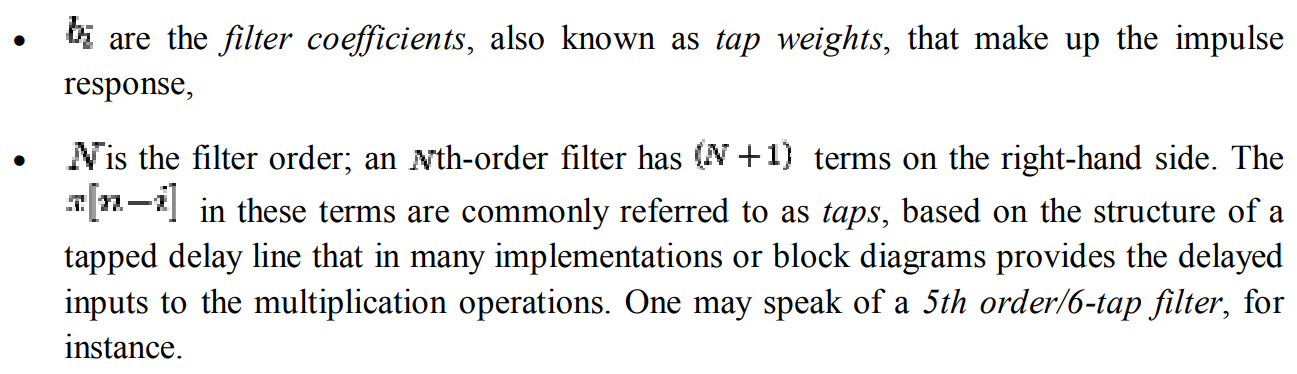 • bᵢ are the filter coefficients, also known as tap weights, that make up the impulse
response,
• N is the filter order; an Nth-order filter has (N + 1) terms on the right-hand side. The
x[n − i] in these terms are commonly referred to as taps, based on the structure of a
tapped delay line that in many implementations or block diagrams provides the delayed
inputs to the multiplication operations. One may speak of a 5th order/6-tap filter, for
instance.